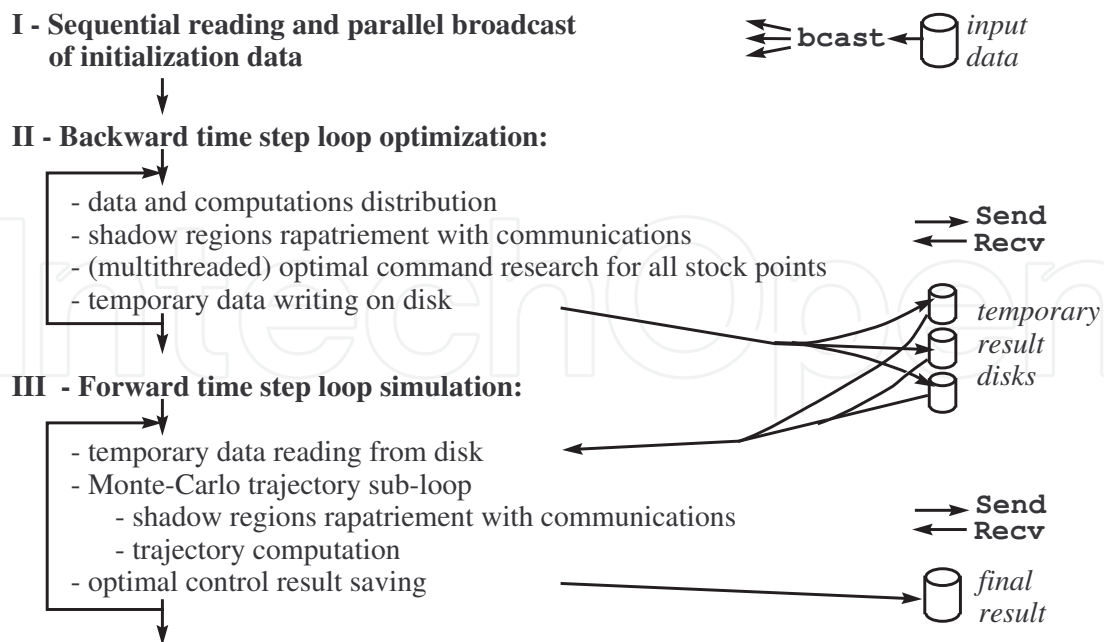 I - Sequential reading and parallel broadcast
of initialization data
bcast
input
data
II - Backward time step loop optimization:
- data and computations distribution
- shadow regions rapatriement with communications
- (multithreaded) optimal command research for all stock points
- temporary data writing on disk
Send
Recv
temporary
result
disks
III - Forward time step loop simulation:
- temporary data reading from disk
- Monte-Carlo trajectory sub-loop
- shadow regions rapatriement with communications
- trajectory computation
- optimal control result saving
Send
Recv
final
result
IntechOpen